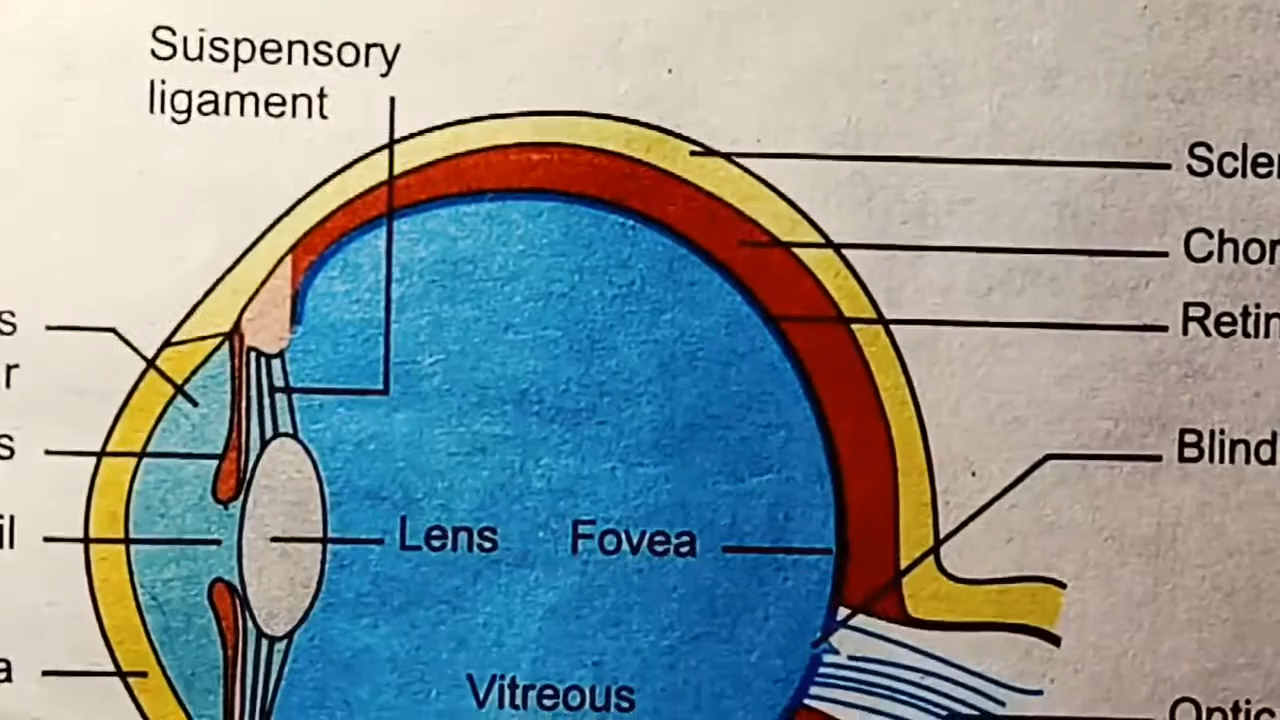 Suspensory
ligament
Scler
Chor
Retin
Blind
s
r
s
il
Lens
Fovea
a
Vitreous
Optic